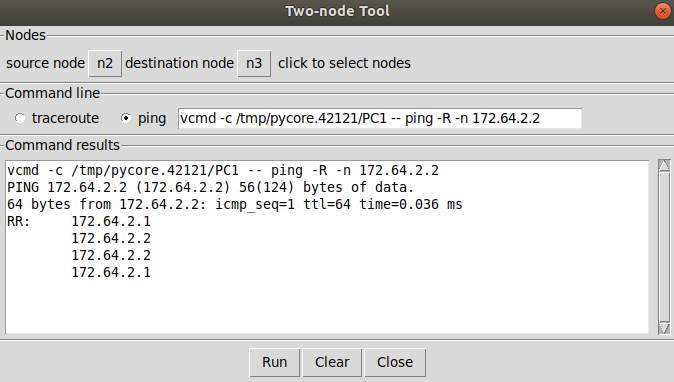 Two-node Tool
Nodes
source node n2 destination node n3 click to select nodes
Command line
traceroute ping vcmd -c /tmp/pycore.42121/PC1 -- ping -R -n 172.64.2.2
Command results
vcmd -c /tmp/pycore.42121/PC1 -- ping -R -n 172.64.2.2
PING 172.64.2.2 (172.64.2.2) 56(124) bytes of data.
64 bytes from 172.64.2.2: icmp_seq=1 ttl=64 time=0.036 ms
RR:     172.64.2.1
        172.64.2.2
        172.64.2.2
        172.64.2.1
Run Clear Close